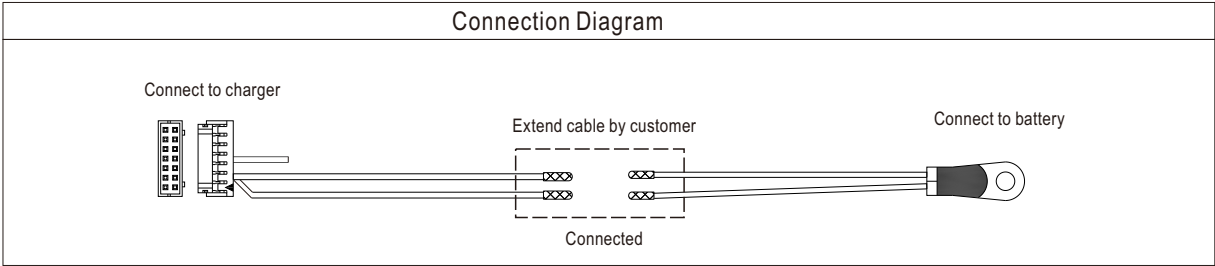 Connection Diagram
Connect to charger
Extend cable by customer
Connect to battery
Connected